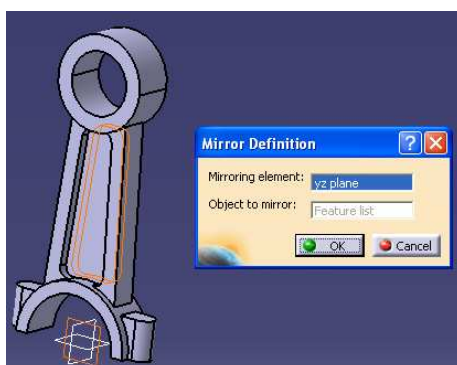 Mirror Definition
Mirroring element: yz plane
Object to mirror: Feature list
OK Cancel